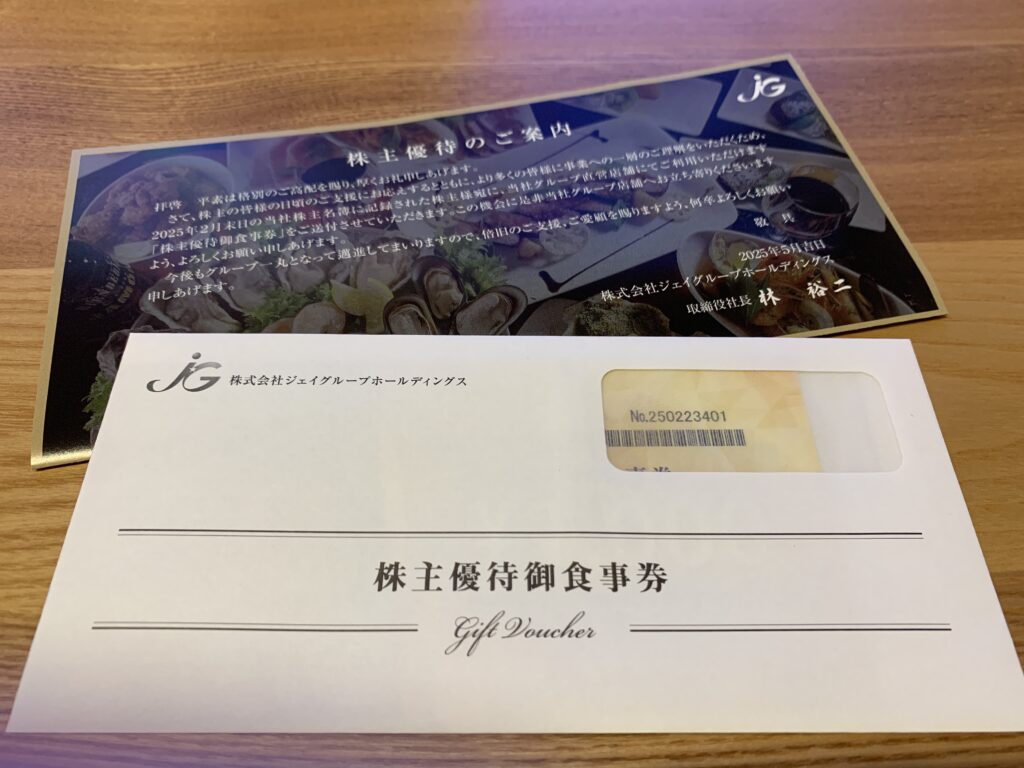 JG
株主優待のご案内
拝啓 平素は格別のご高配を賜り、厚くお礼申しあげます。
さて、株主の皆様の日頃のご支援にお応えするとともに、より多くの皆様に事業への一層のご理解をいただくため、
2025年2月末日の当社株主名簿に記録された株主様宛に、当社グループ直営店舗にてご利用いただけます
「株主優待御食事券」をご送付させていただきます。この機会に是非当社グループ店舗へお立ち寄りくださいます
よう、よろしくお願い申しあげます。
今後もグループ一丸となって邁進してまいりますので、倍旧のご支援、ご愛顧を賜りますよう、何卒よろしくお願い
申しあげます。
敬 具
2025年5月吉日
株式会社ジェイグループホールディングス
取締役社長 林 裕二
JG 株式会社ジェイグループホールディングス
No.250223401
株主優待御食事券
Gift Voucher